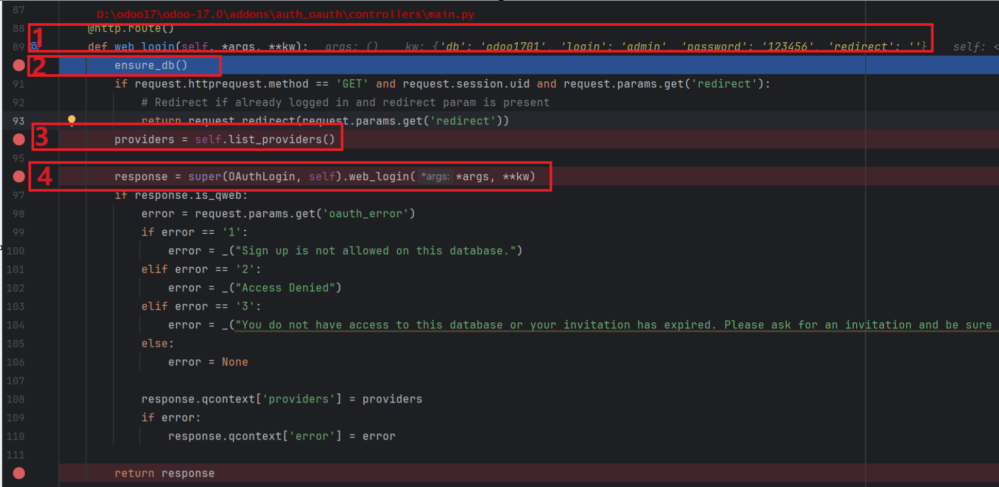 87
D:\odoo17\odoo-17.0\addons\auth_oauth\controllers\main.py
88 @http.route()
1
89 def web_login(self, *args, **kw): args: () kw: {'db': 'odoo1701', 'login': 'admin', 'password': '123456', 'redirect': ''} self: <
2 ensure_db()
91 if request.httprequest.method == 'GET' and request.session.uid and request.params.get('redirect'):
92 # Redirect if already logged in and redirect param is present
93 return request.redirect(request.params.get('redirect'))
3 providers = self.list_providers()
95
4 response = super(OAuthLogin, self).web_login( *args: *args, **kw)
97 if response.is_qweb:
98 error = request.params.get('oauth_error')
99 if error == '1':
100 error = _("Sign up is not allowed on this database.")
101 elif error == '2':
102 error = _("Access Denied")
103 elif error == '3':
104 error = _("You do not have access to this database or your invitation has expired. Please ask for an invitation and be sure
105 else:
106 error = None
107
108 response.qcontext['providers'] = providers
109 if error:
110 response.qcontext['error'] = error
111
return response